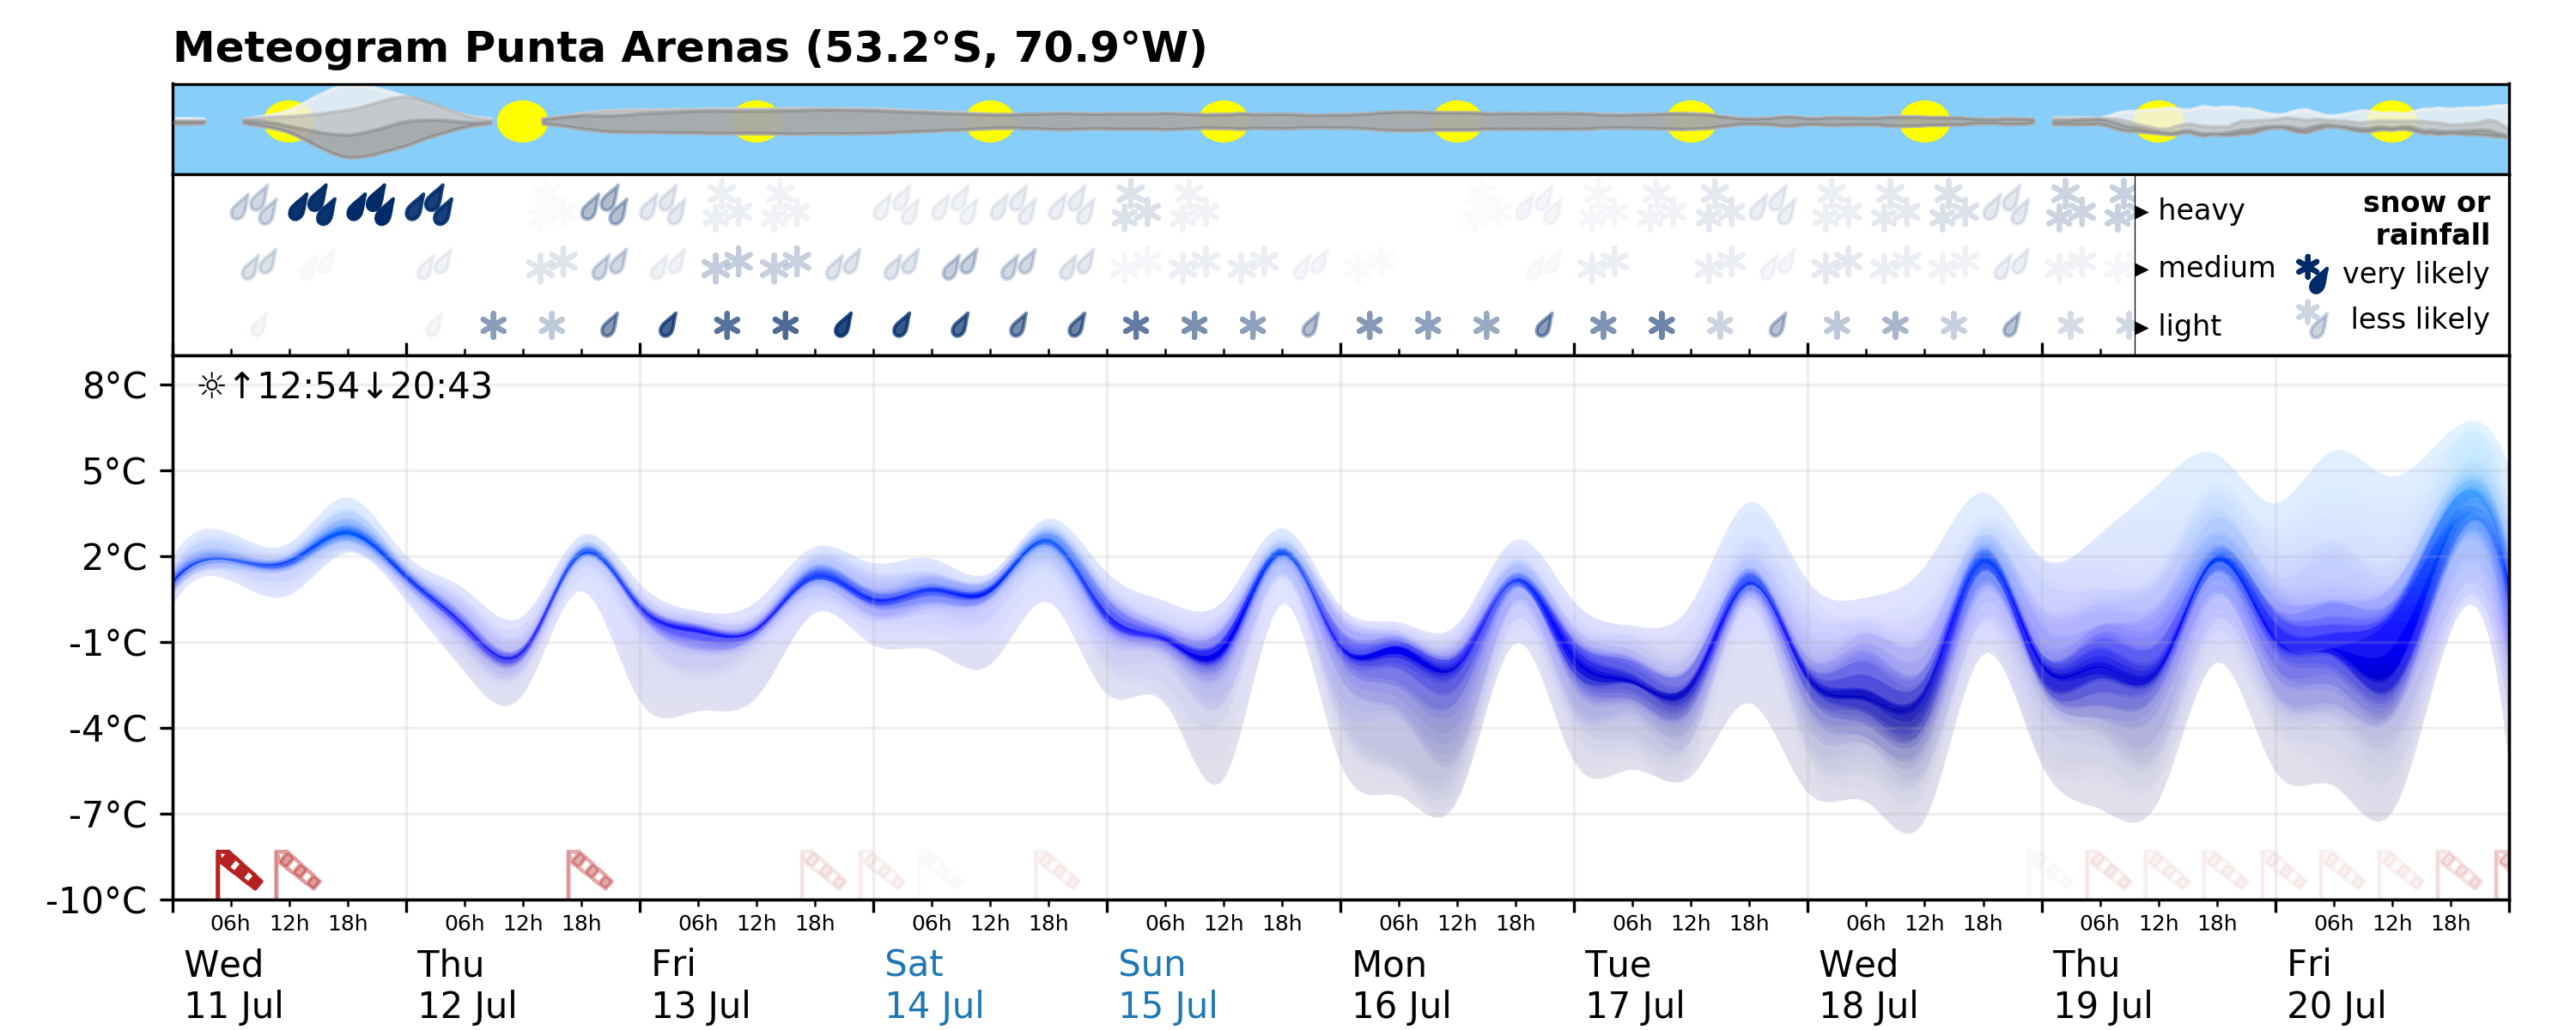 Meteogram Punta Arenas (53.2°S, 70.9°W)
heavy
medium
light
snow or
rainfall
very likely
less likely
☼↑12:54↓20:43
8°C
5°C
2°C
-1°C
-4°C
-7°C
-10°C
06h 12h 18h 06h 12h 18h 06h 12h 18h 06h 12h 18h 06h 12h 18h 06h 12h 18h 06h 12h 18h 06h 12h 18h 06h 12h 18h 06h 12h 18h
Wed Thu Fri Sat Sun Mon Tue Wed Thu Fri
11 Jul 12 Jul 13 Jul 14 Jul 15 Jul 16 Jul 17 Jul 18 Jul 19 Jul 20 Jul